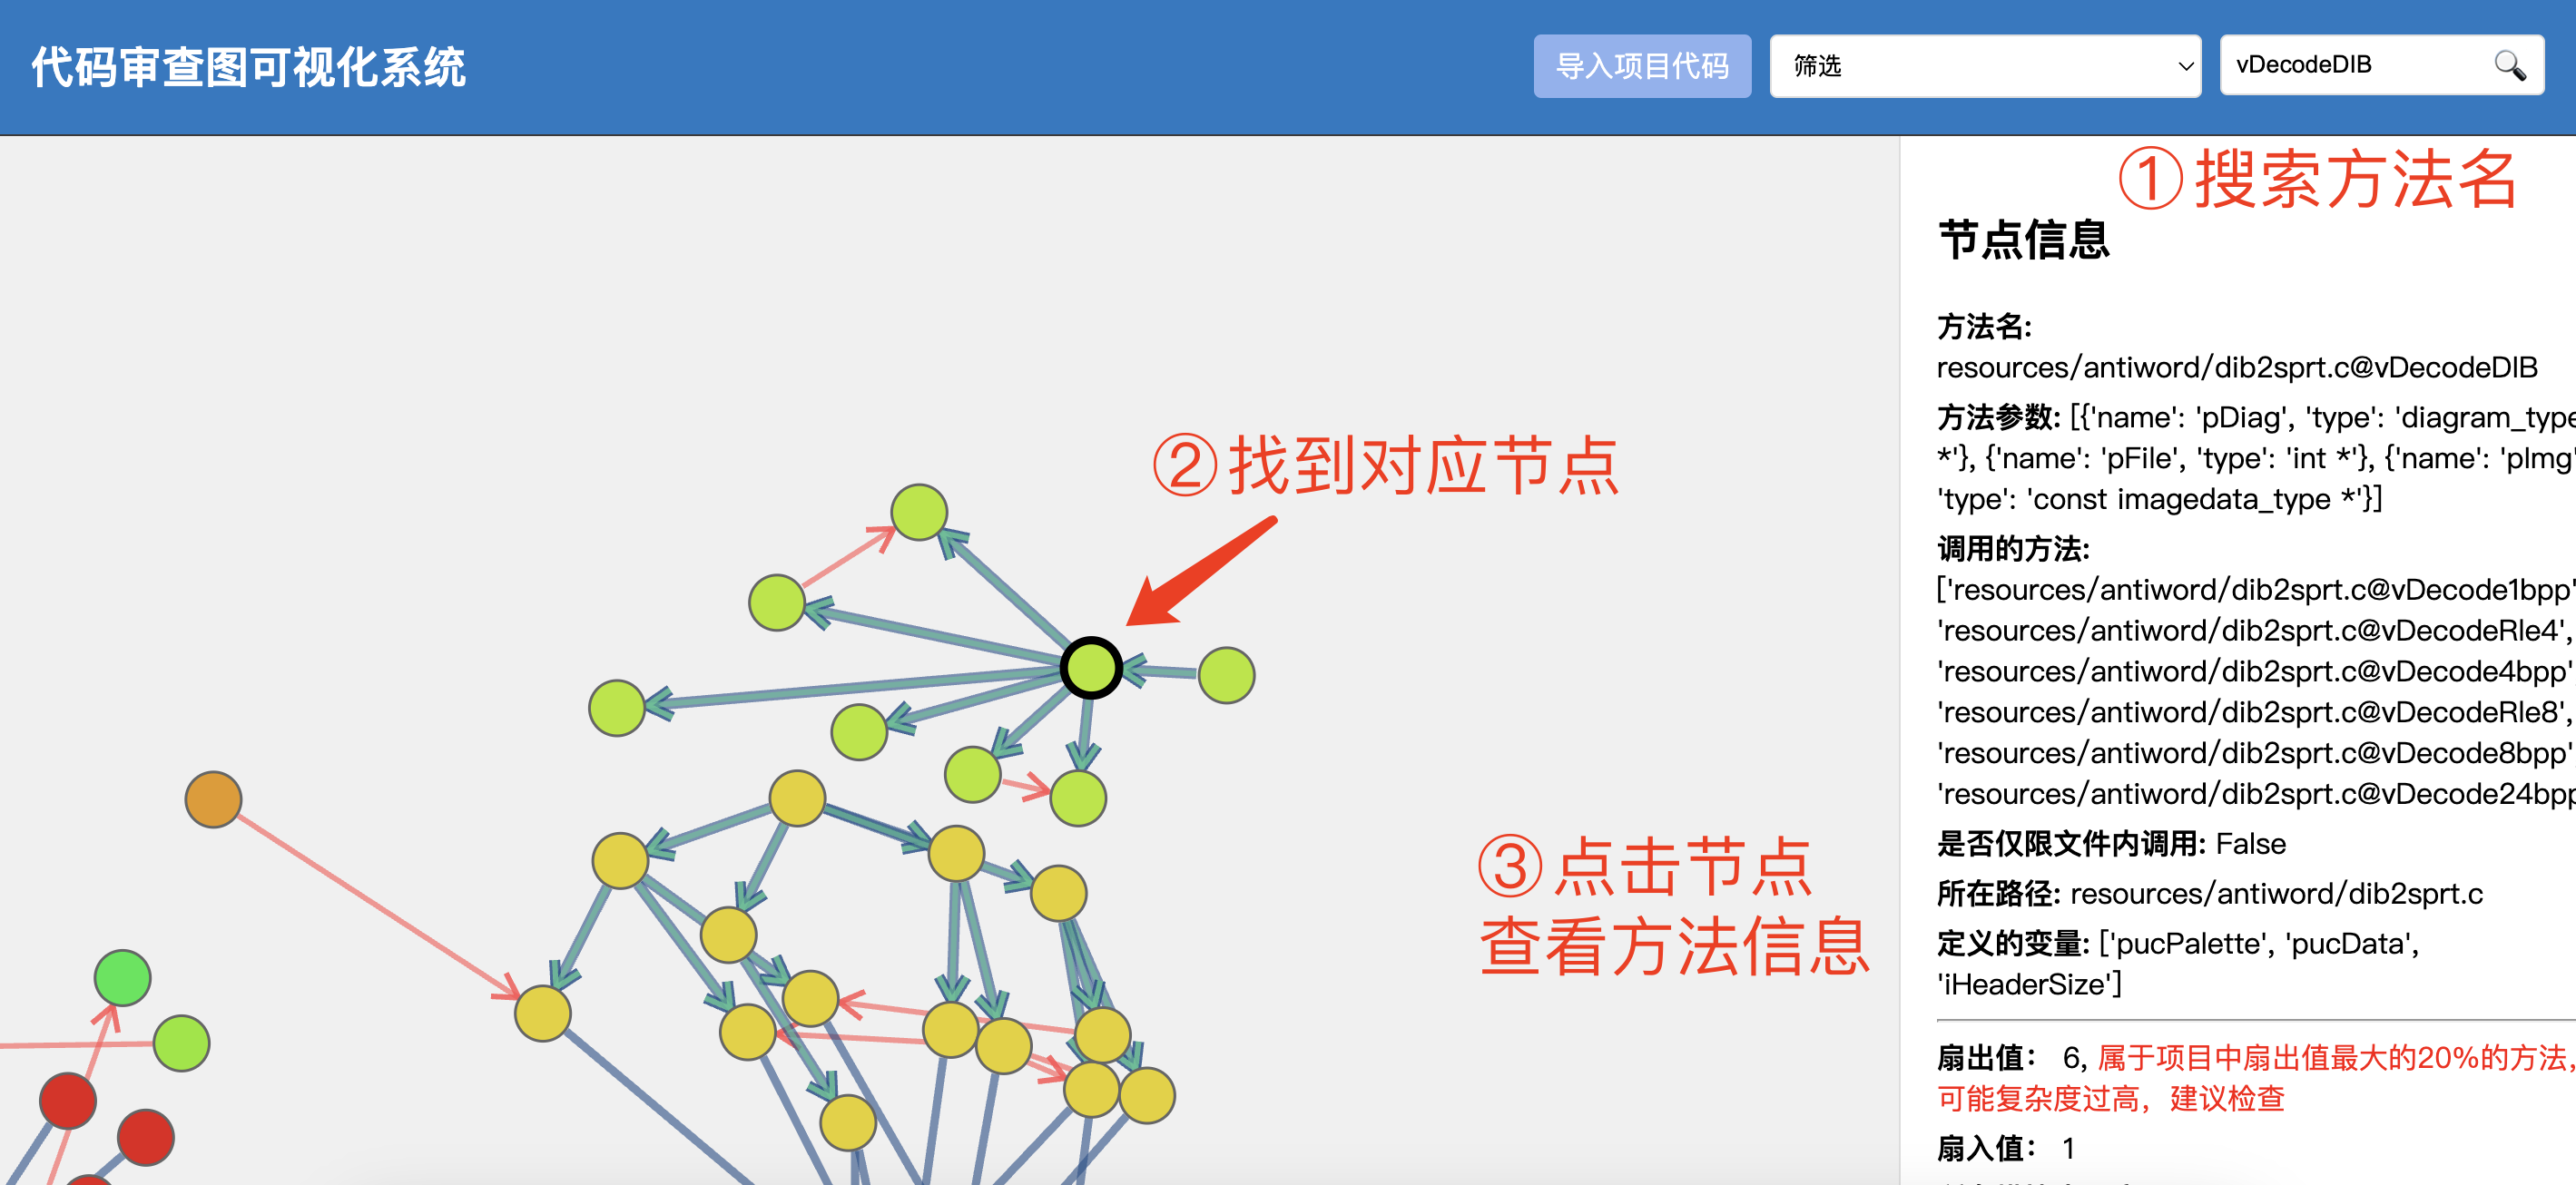 代码审查图可视化系统
导入项目代码
筛选
vDecodeDIB
①搜索方法名
节点信息
方法名:
resources/antiword/dib2sprt.c@vDecodeDIB
方法参数: [{'name': 'pDiag', 'type': 'diagram_type
*'}, {'name': 'pFile', 'type': 'int *'}, {'name': 'pImg'
'type': 'const imagedata_type *'}]
调用的方法:
['resources/antiword/dib2sprt.c@vDecode1bpp'
'resources/antiword/dib2sprt.c@vDecodeRle4',
'resources/antiword/dib2sprt.c@vDecode4bpp'
'resources/antiword/dib2sprt.c@vDecodeRle8',
'resources/antiword/dib2sprt.c@vDecode8bpp'
'resources/antiword/dib2sprt.c@vDecode24bpp
是否仅限文件内调用: False
所在路径: resources/antiword/dib2sprt.c
定义的变量: ['pucPalette', 'pucData',
'iHeaderSize']
扇出值： 6, 属于项目中扇出值最大的20%的方法,
可能复杂度过高，建议检查
扇入值： 1
②找到对应节点
③点击节点
查看方法信息